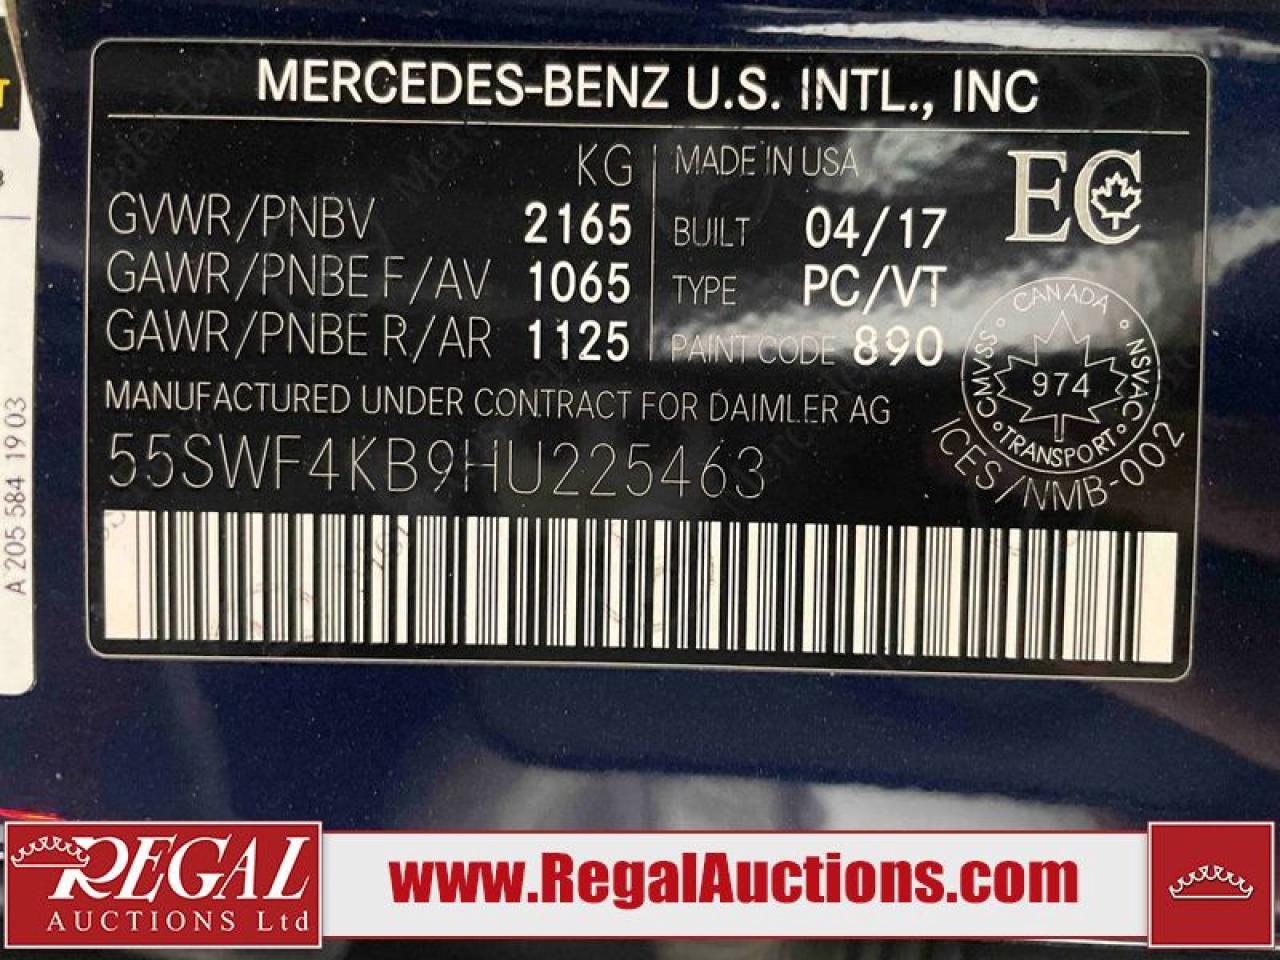 MERCEDES-BENZ U.S. INTL., INC
KG
GVWR/PNBV 2165
GAWR/PNBE F/AV 1065
GAWR/PNBE R/AR 1125
MADE IN USA
BUILT 04/17
TYPE PC/VT
PAINT CODE 890
EC
CANADA
CMVSS
NSVAC
974
TRANSPORT
ICES/NMB-002
MANUFACTURED UNDER CONTRACT FOR DAIMLER AG
55SWF4KB9HU225463
A 205 584 19 03
REGAL
AUCTIONS Ltd
www.RegalAuctions.com